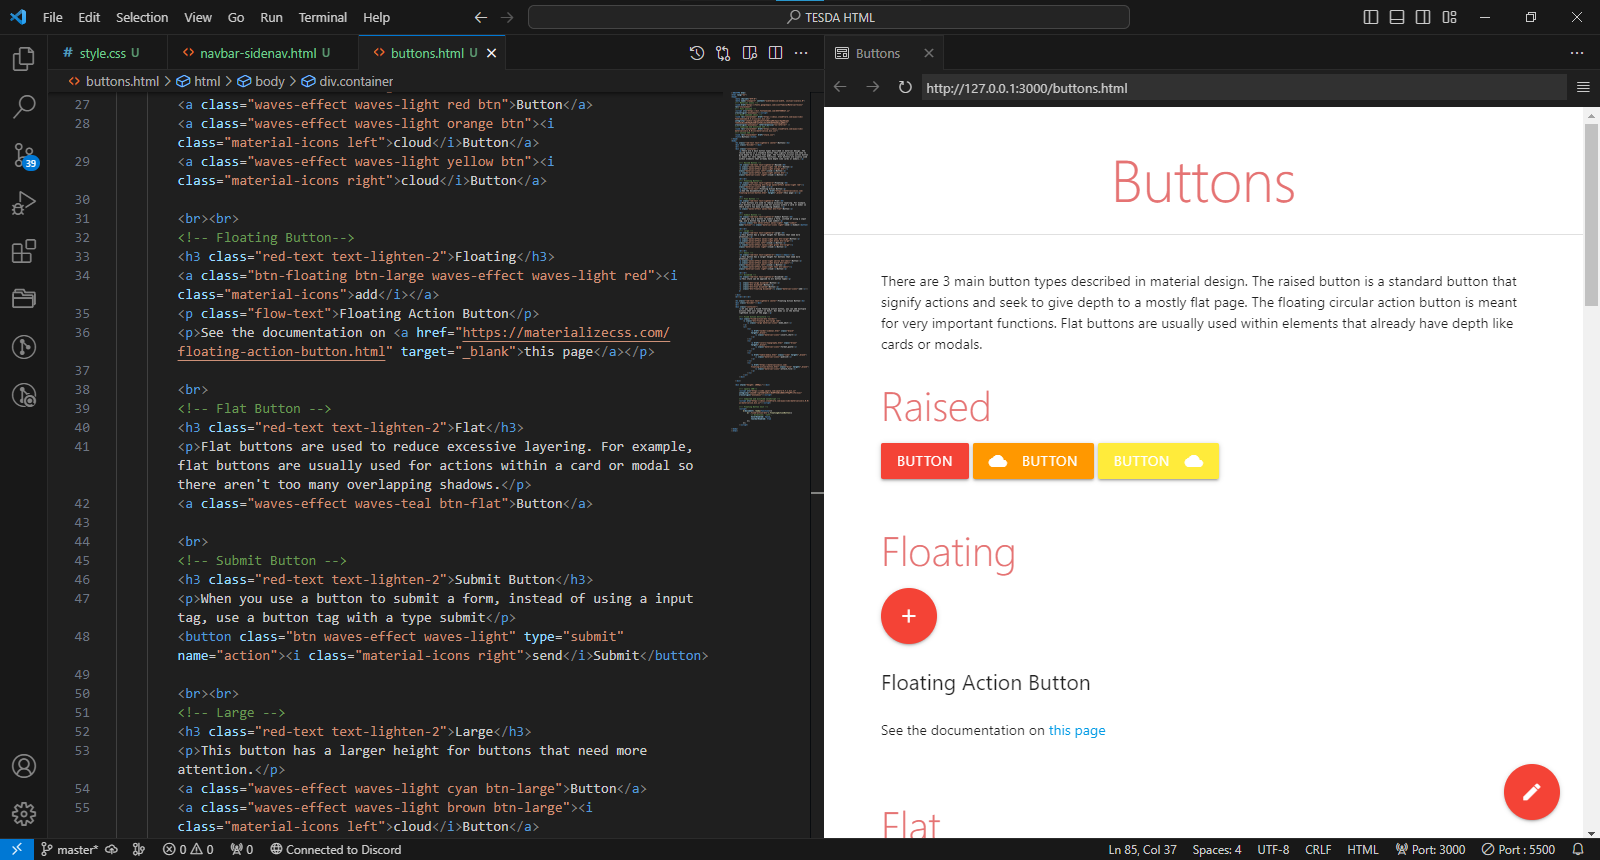 File Edit Selection View Go Run Terminal Help
TESDA HTML
# style.css U
<> navbar-sidenav.html U
<> buttons.html U
Buttons
<> buttons.html > html > body > div.container
http://127.0.0.1:3000/buttons.html
27 <a class="waves-effect waves-light red btn">Button</a>
28 <a class="waves-effect waves-light orange btn"><i
class="material-icons left">cloud</i>Button</a>
29 <a class="waves-effect waves-light yellow btn"><i
class="material-icons right">cloud</i>Button</a>
30
31 <br><br>
32 <!-- Floating Button-->
33 <h3 class="red-text text-lighten-2">Floating</h3>
34 <a class="btn-floating btn-large waves-effect waves-light red"><i
class="material-icons">add</i></a>
35 <p class="flow-text">Floating Action Button</p>
36 <p>See the documentation on <a href="https://materializecss.com/
floating-action-button.html" target="_blank">this page</a></p>
37
38 <br>
39 <!-- Flat Button -->
40 <h3 class="red-text text-lighten-2">Flat</h3>
41 <p>Flat buttons are used to reduce excessive layering. For example,
flat buttons are usually used for actions within a card or modal so
there aren't too many overlapping shadows.</p>
42 <a class="waves-effect waves-teal btn-flat">Button</a>
43
44 <br>
45 <!-- Submit Button -->
46 <h3 class="red-text text-lighten-2">Submit Button</h3>
47 <p>When you use a button to submit a form, instead of using a input
tag, use a button tag with a type submit</p>
48 <button class="btn waves-effect waves-light" type="submit"
name="action"><i class="material-icons right">send</i>Submit</button>
49
50 <br><br>
51 <!-- Large -->
52 <h3 class="red-text text-lighten-2">Large</h3>
53 <p>This button has a larger height for buttons that need more
attention.</p>
54 <a class="waves-effect waves-light cyan btn-large">Button</a>
55 <a class="waves-effect waves-light brown btn-large"><i
class="material-icons left">cloud</i>Button</a>
39
Buttons
There are 3 main button types described in material design. The raised button is a standard button that
signify actions and seek to give depth to a mostly flat page. The floating circular action button is meant
for very important functions. Flat buttons are usually used within elements that already have depth like
cards or modals.
Raised
BUTTON BUTTON BUTTON
Floating
+
Floating Action Button
See the documentation on this page
Flat
master* 0 0 0 Connected to Discord
Ln 85, Col 37 Spaces: 4 UTF-8 CRLF HTML Port: 3000 Port : 5500